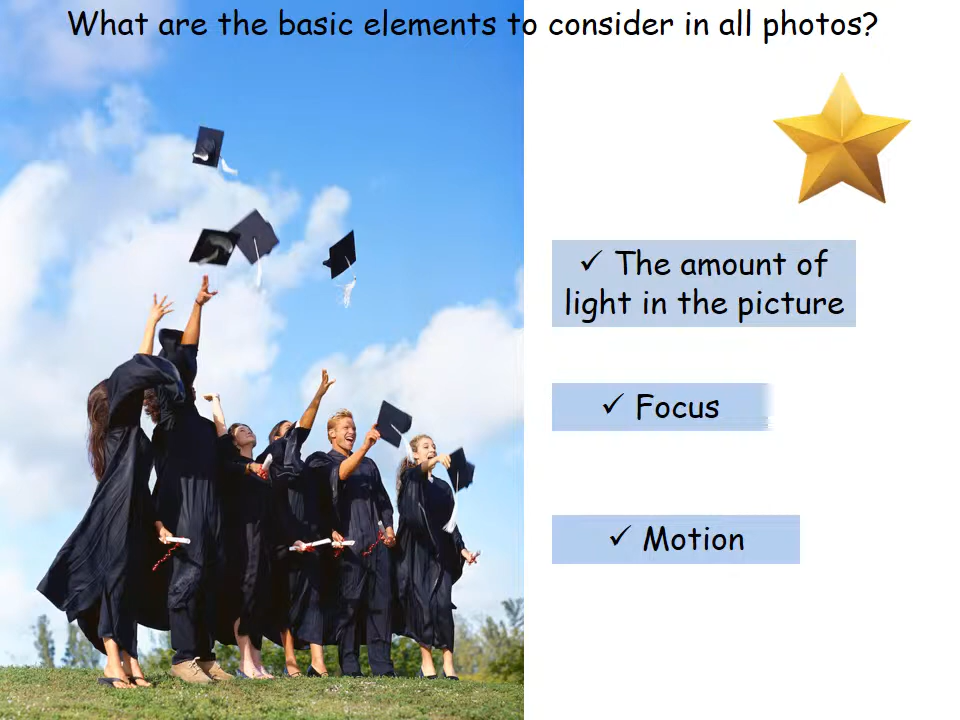 What are the basic elements to consider in all photos?
✓ The amount of
light in the picture
✓ Focus
✓ Motion